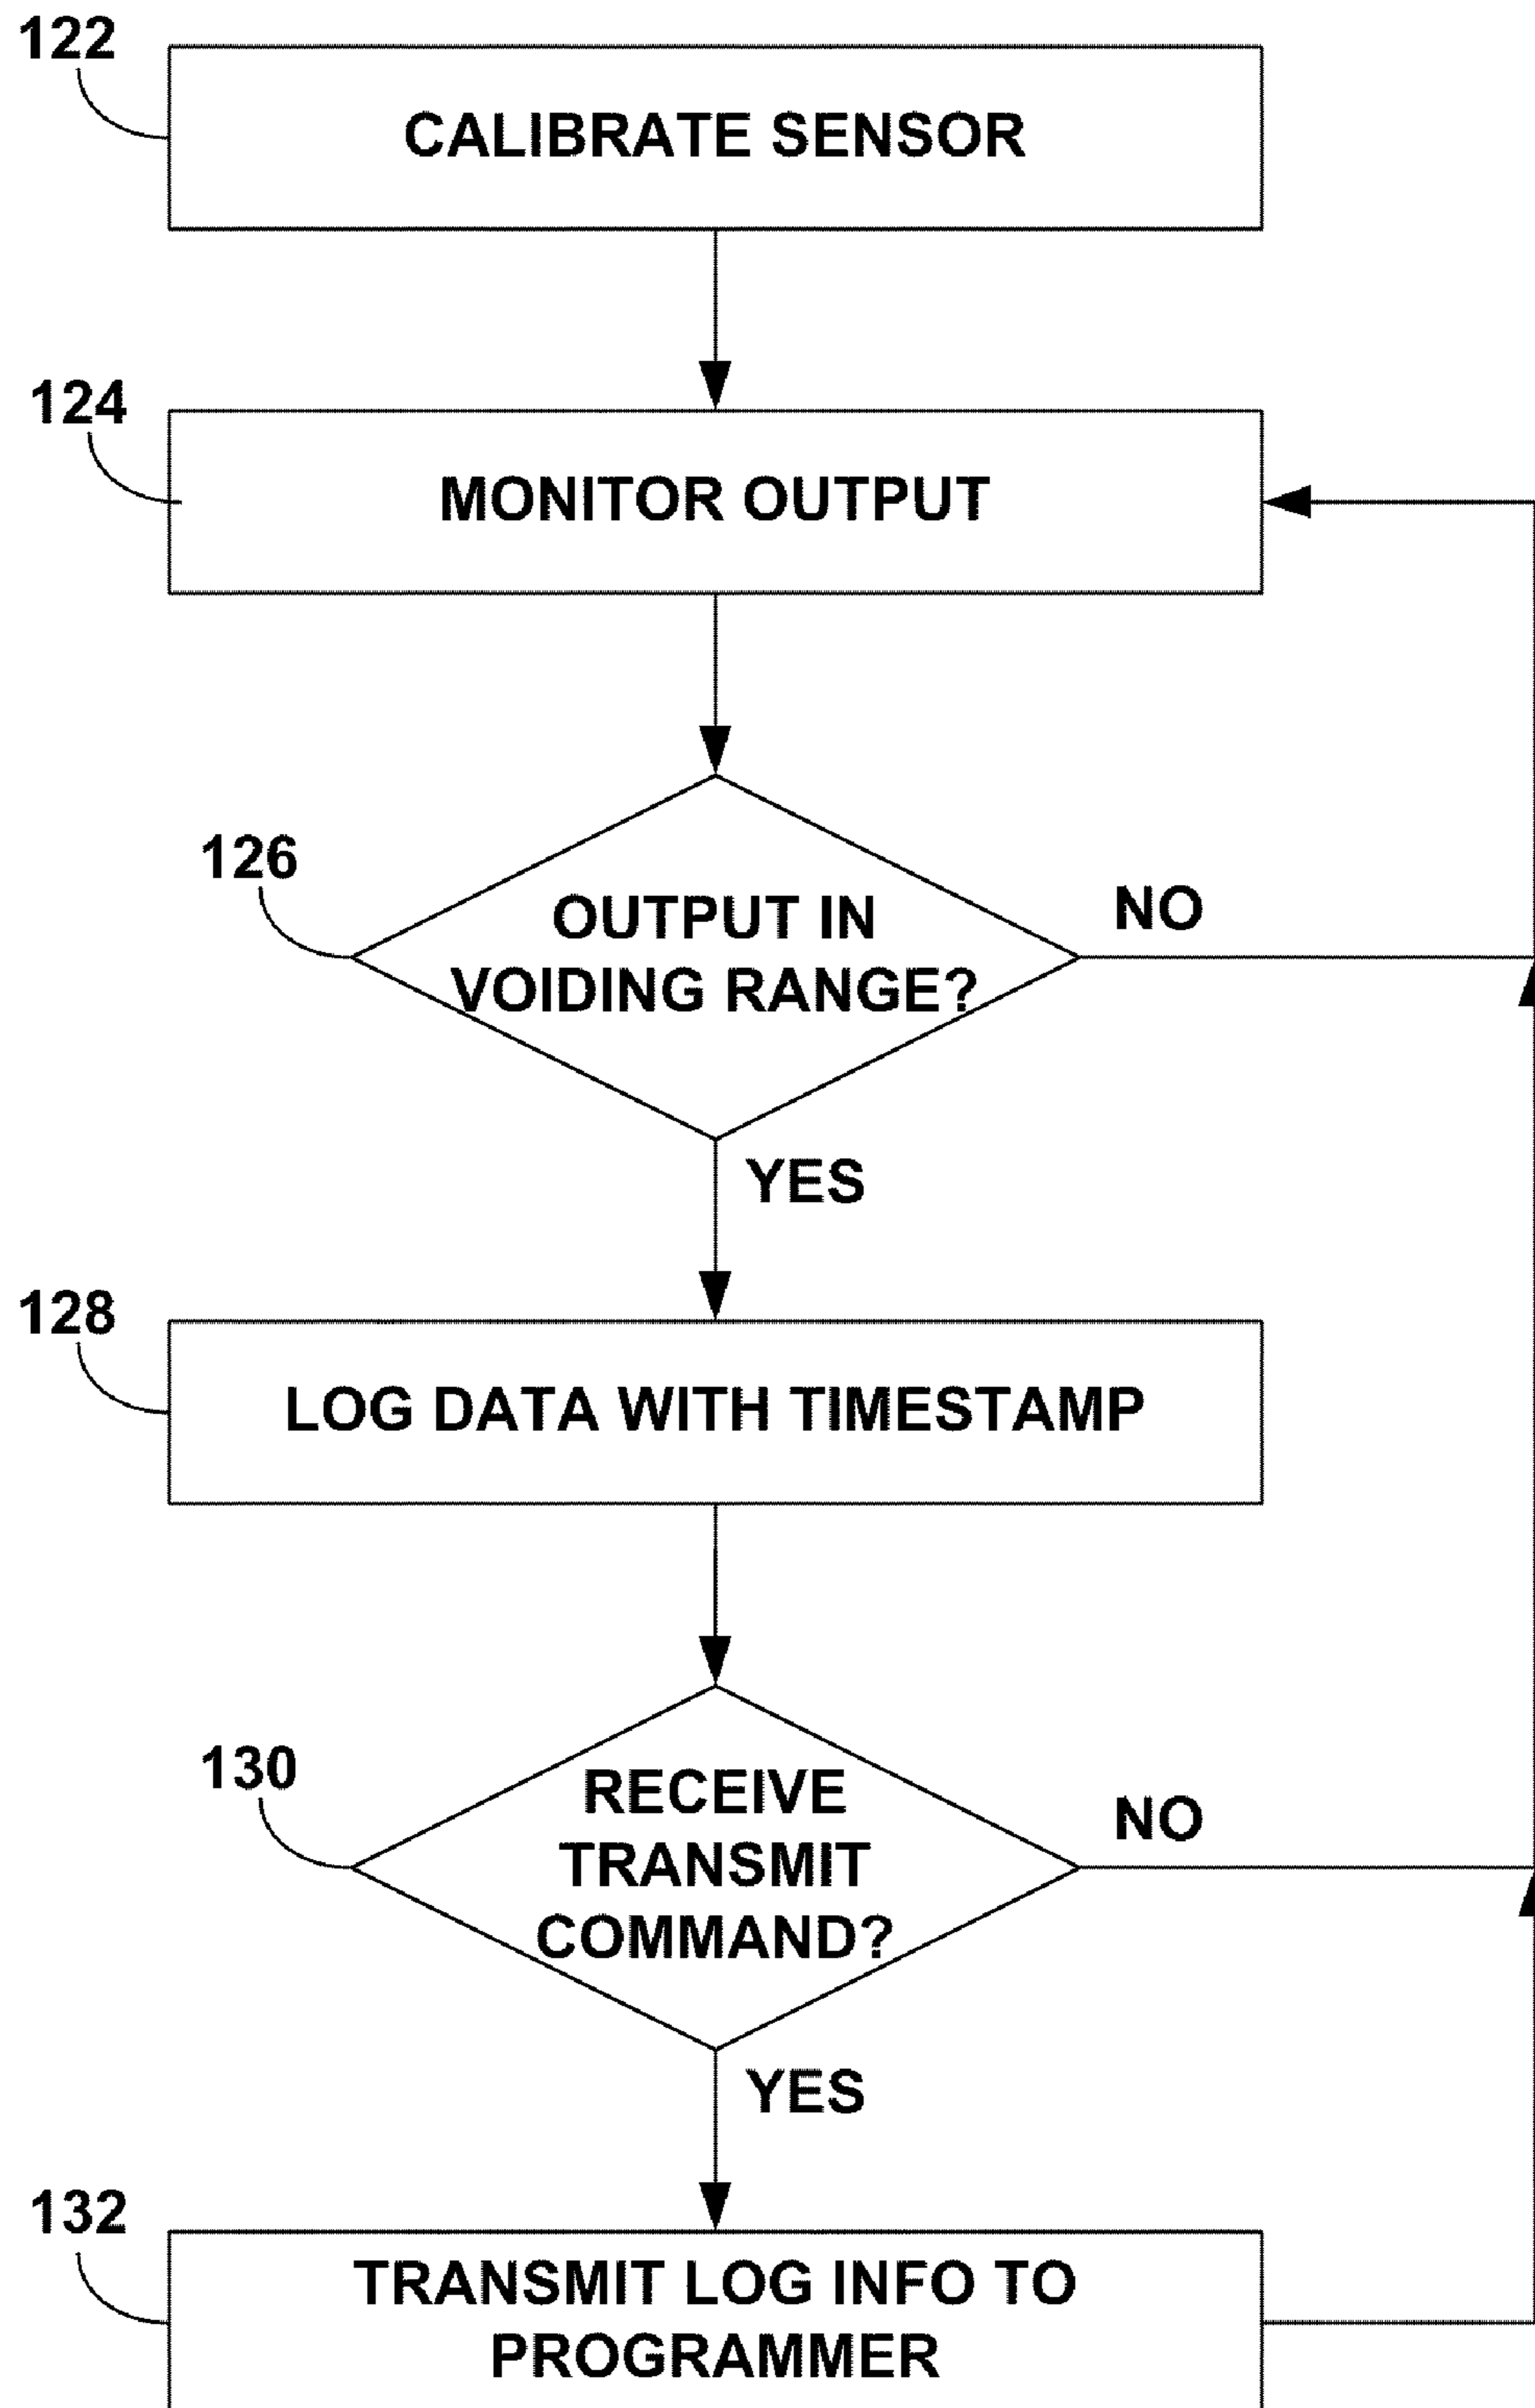 122
CALIBRATE SENSOR
124
MONITOR OUTPUT
126
OUTPUT IN
VOIDING RANGE?
NO
YES
128
LOG DATA WITH TIMESTAMP
130
RECEIVE
TRANSMIT
COMMAND?
NO
YES
132
TRANSMIT LOG INFO TO
PROGRAMMER